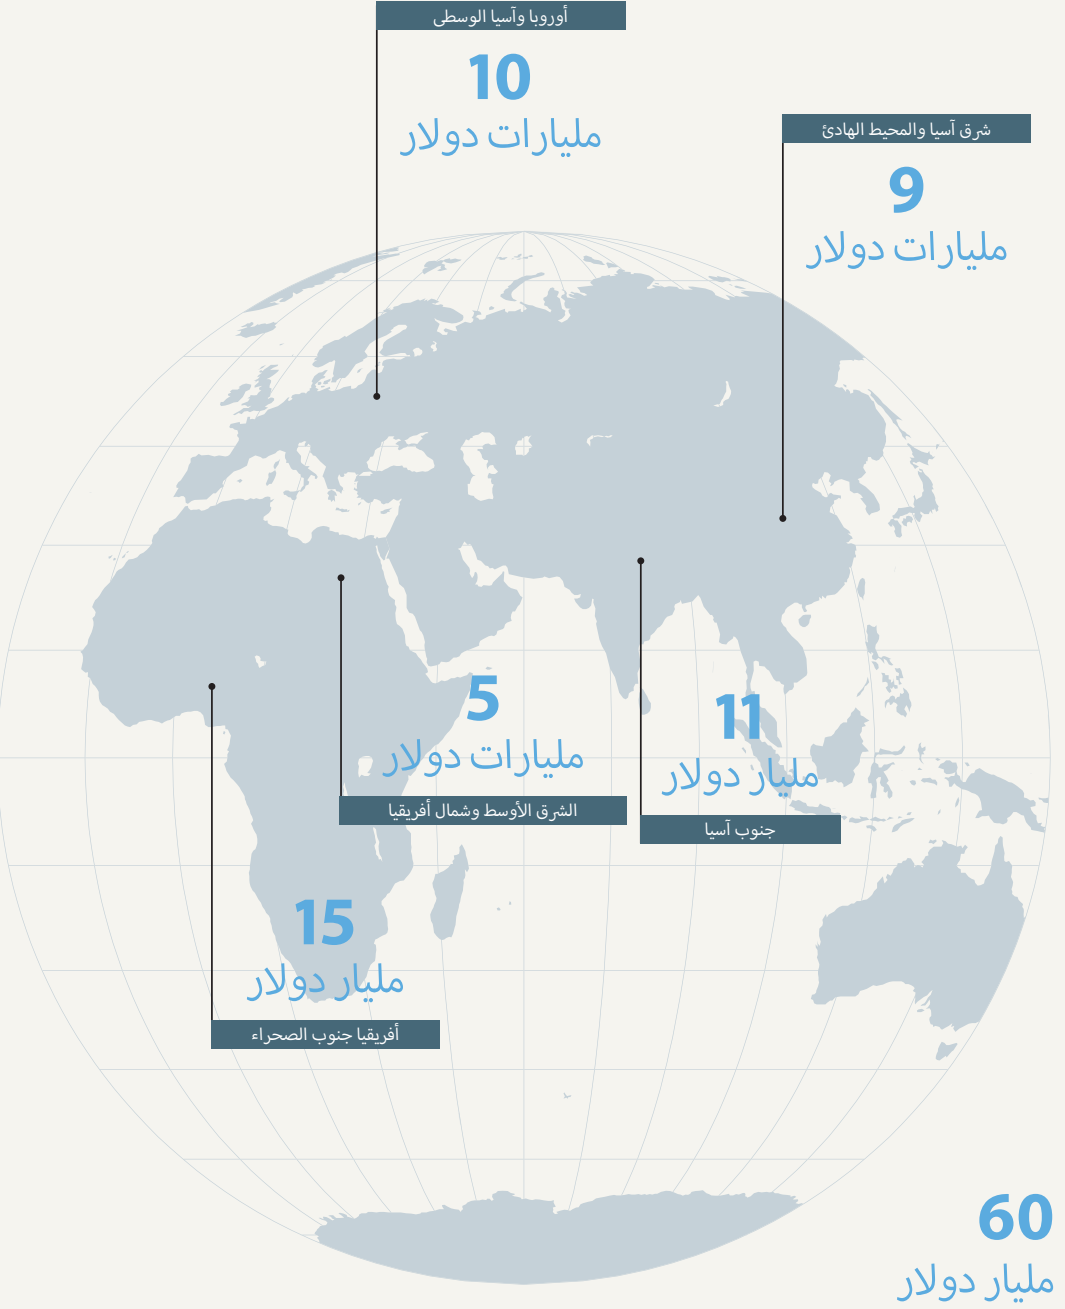 أوروبا وآسيا الوسطى
10
مليارات دولار
شرق آسيا والمحيط الهادئ
9
مليارات دولار
5
مليارات دولار
الشرق الأوسط وشمال أفريقيا
11
مليار دولار
جنوب آسيا
15
مليار دولار
أفريقيا جنوب الصحراء
60
مليار دولار